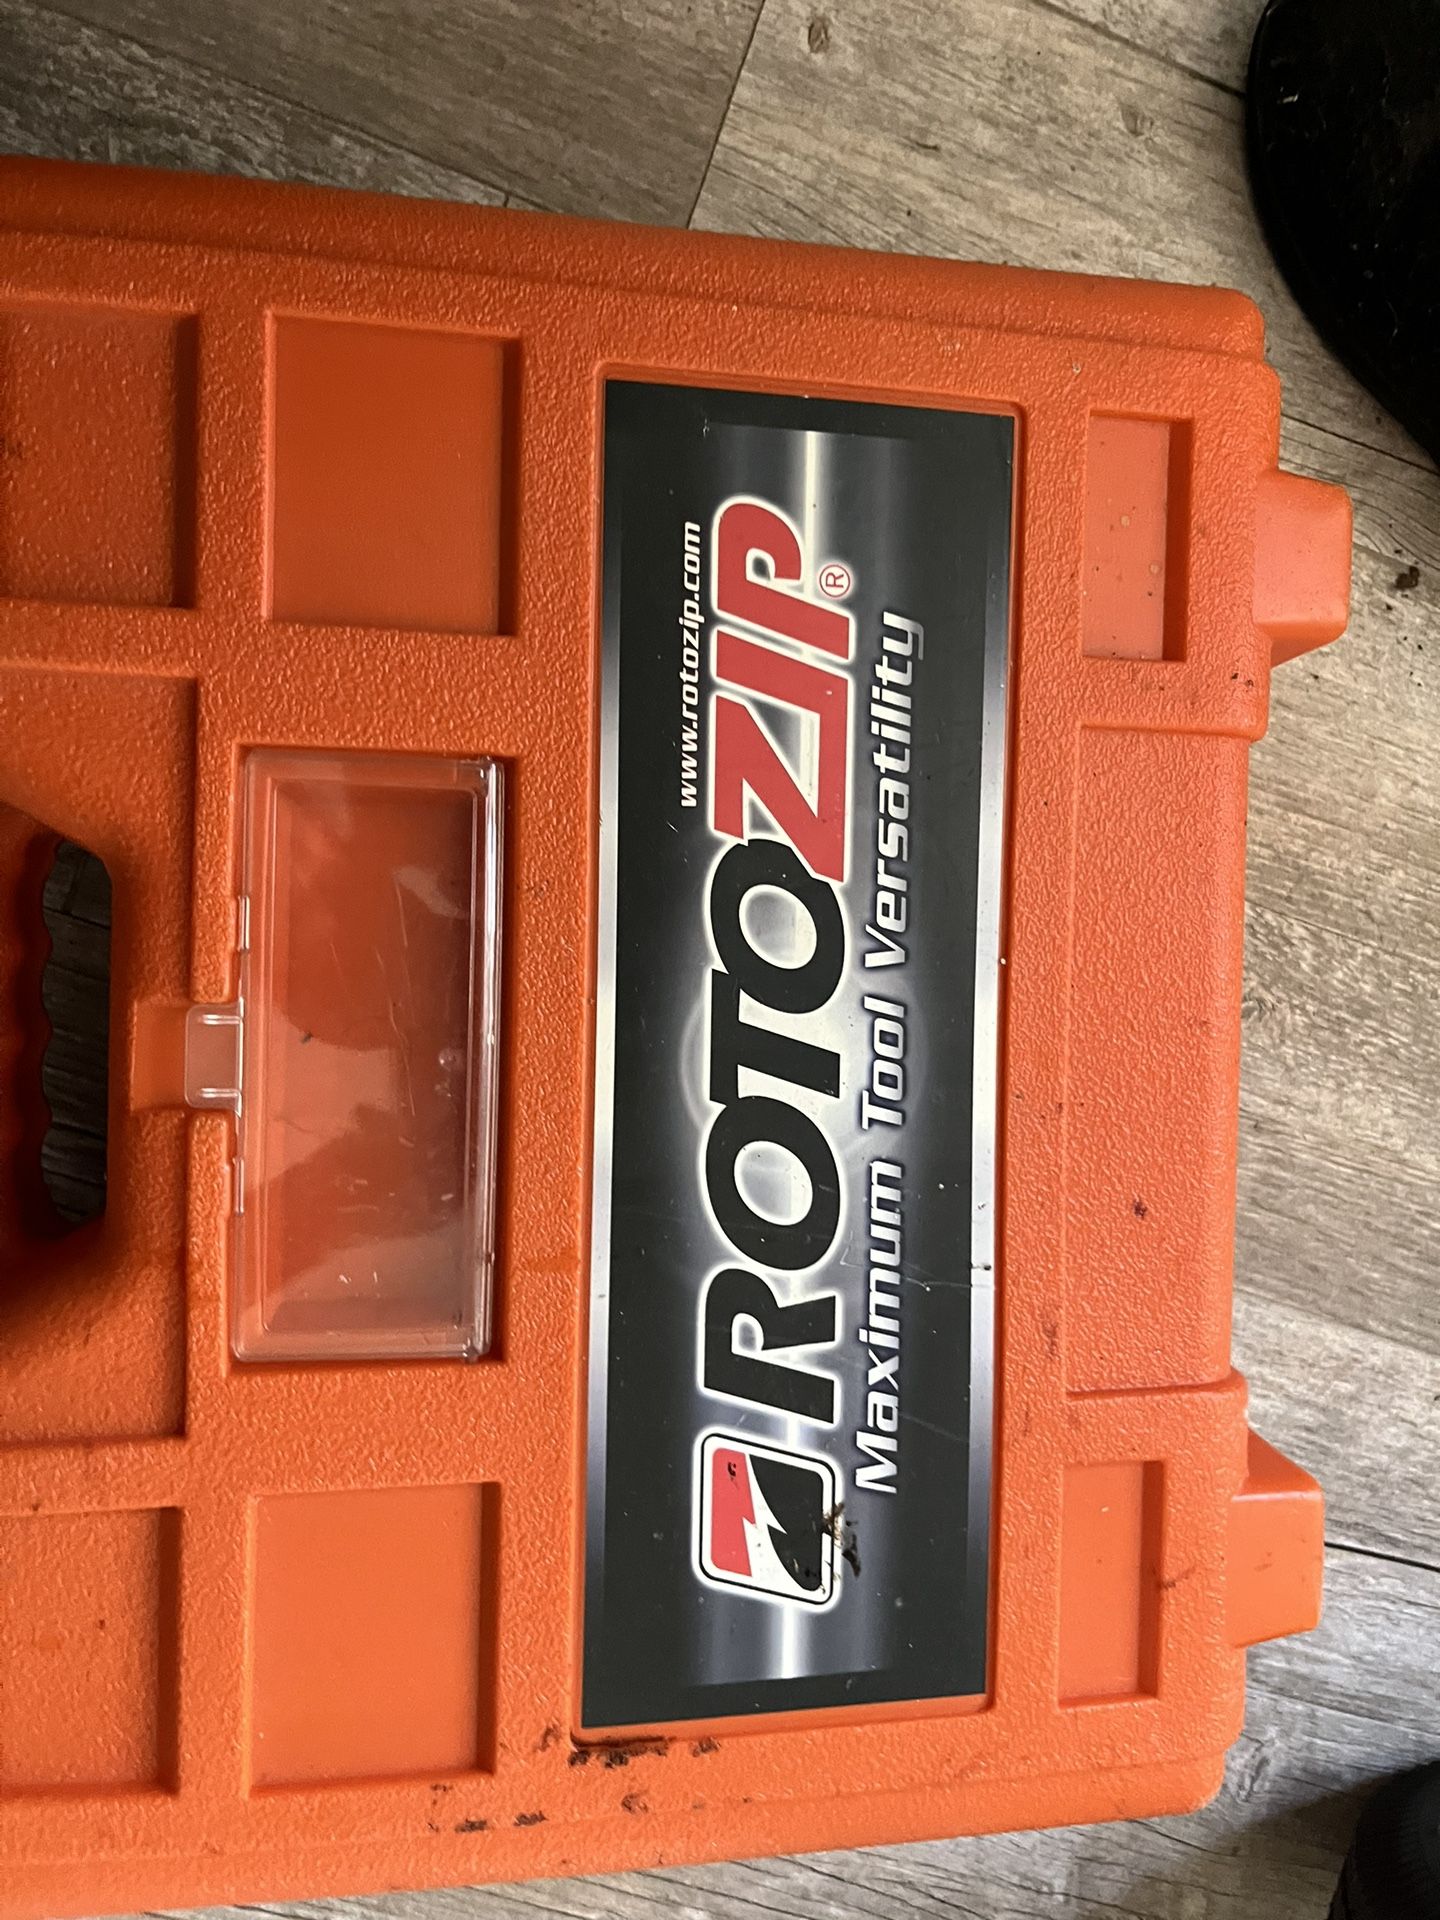 www.rotozip.com
ROTOZIP®
Maximum Tool Versatility